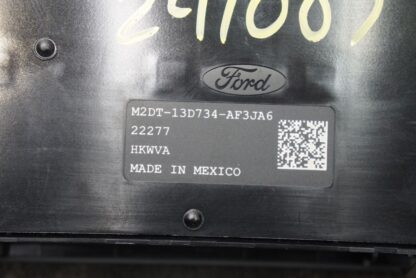 Ford
M2DT-13D734-AF3JA6
22277
HKWVA
MADE IN MEXICO